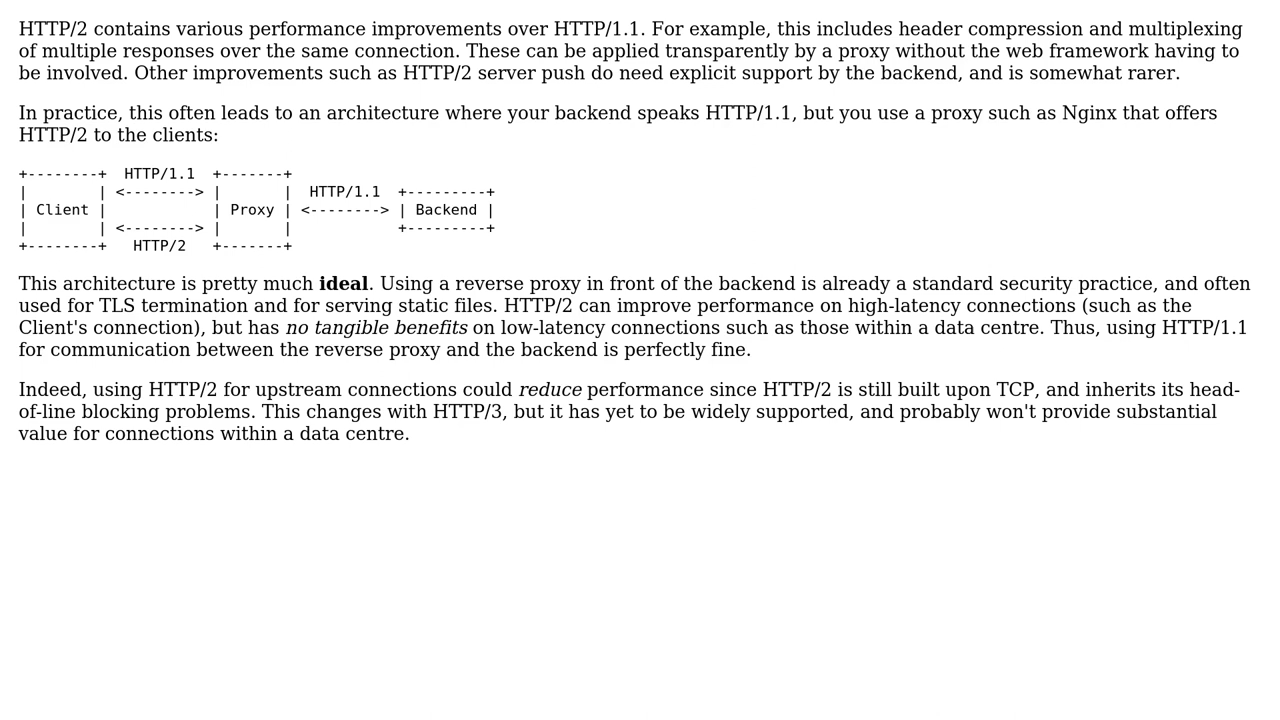 HTTP/2 contains various performance improvements over HTTP/1.1. For example, this includes header compression and multiplexing
of multiple responses over the same connection. These can be applied transparently by a proxy without the web framework having to
be involved. Other improvements such as HTTP/2 server push do need explicit support by the backend, and is somewhat rarer.
In practice, this often leads to an architecture where your backend speaks HTTP/1.1, but you use a proxy such as Nginx that offers
HTTP/2 to the clients:
+--------+  HTTP/1.1  +-------+
|        | <--------> |       |  HTTP/1.1  +---------+
| Client |            | Proxy | <--------> | Backend |
|        | <--------> |       |            +---------+
+--------+   HTTP/2   +-------+
This architecture is pretty much ideal. Using a reverse proxy in front of the backend is already a standard security practice, and often
used for TLS termination and for serving static files. HTTP/2 can improve performance on high-latency connections (such as the
Client's connection), but has no tangible benefits on low-latency connections such as those within a data centre. Thus, using HTTP/1.1
for communication between the reverse proxy and the backend is perfectly fine.
Indeed, using HTTP/2 for upstream connections could reduce performance since HTTP/2 is still built upon TCP, and inherits its head-
of-line blocking problems. This changes with HTTP/3, but it has yet to be widely supported, and probably won't provide substantial
value for connections within a data centre.